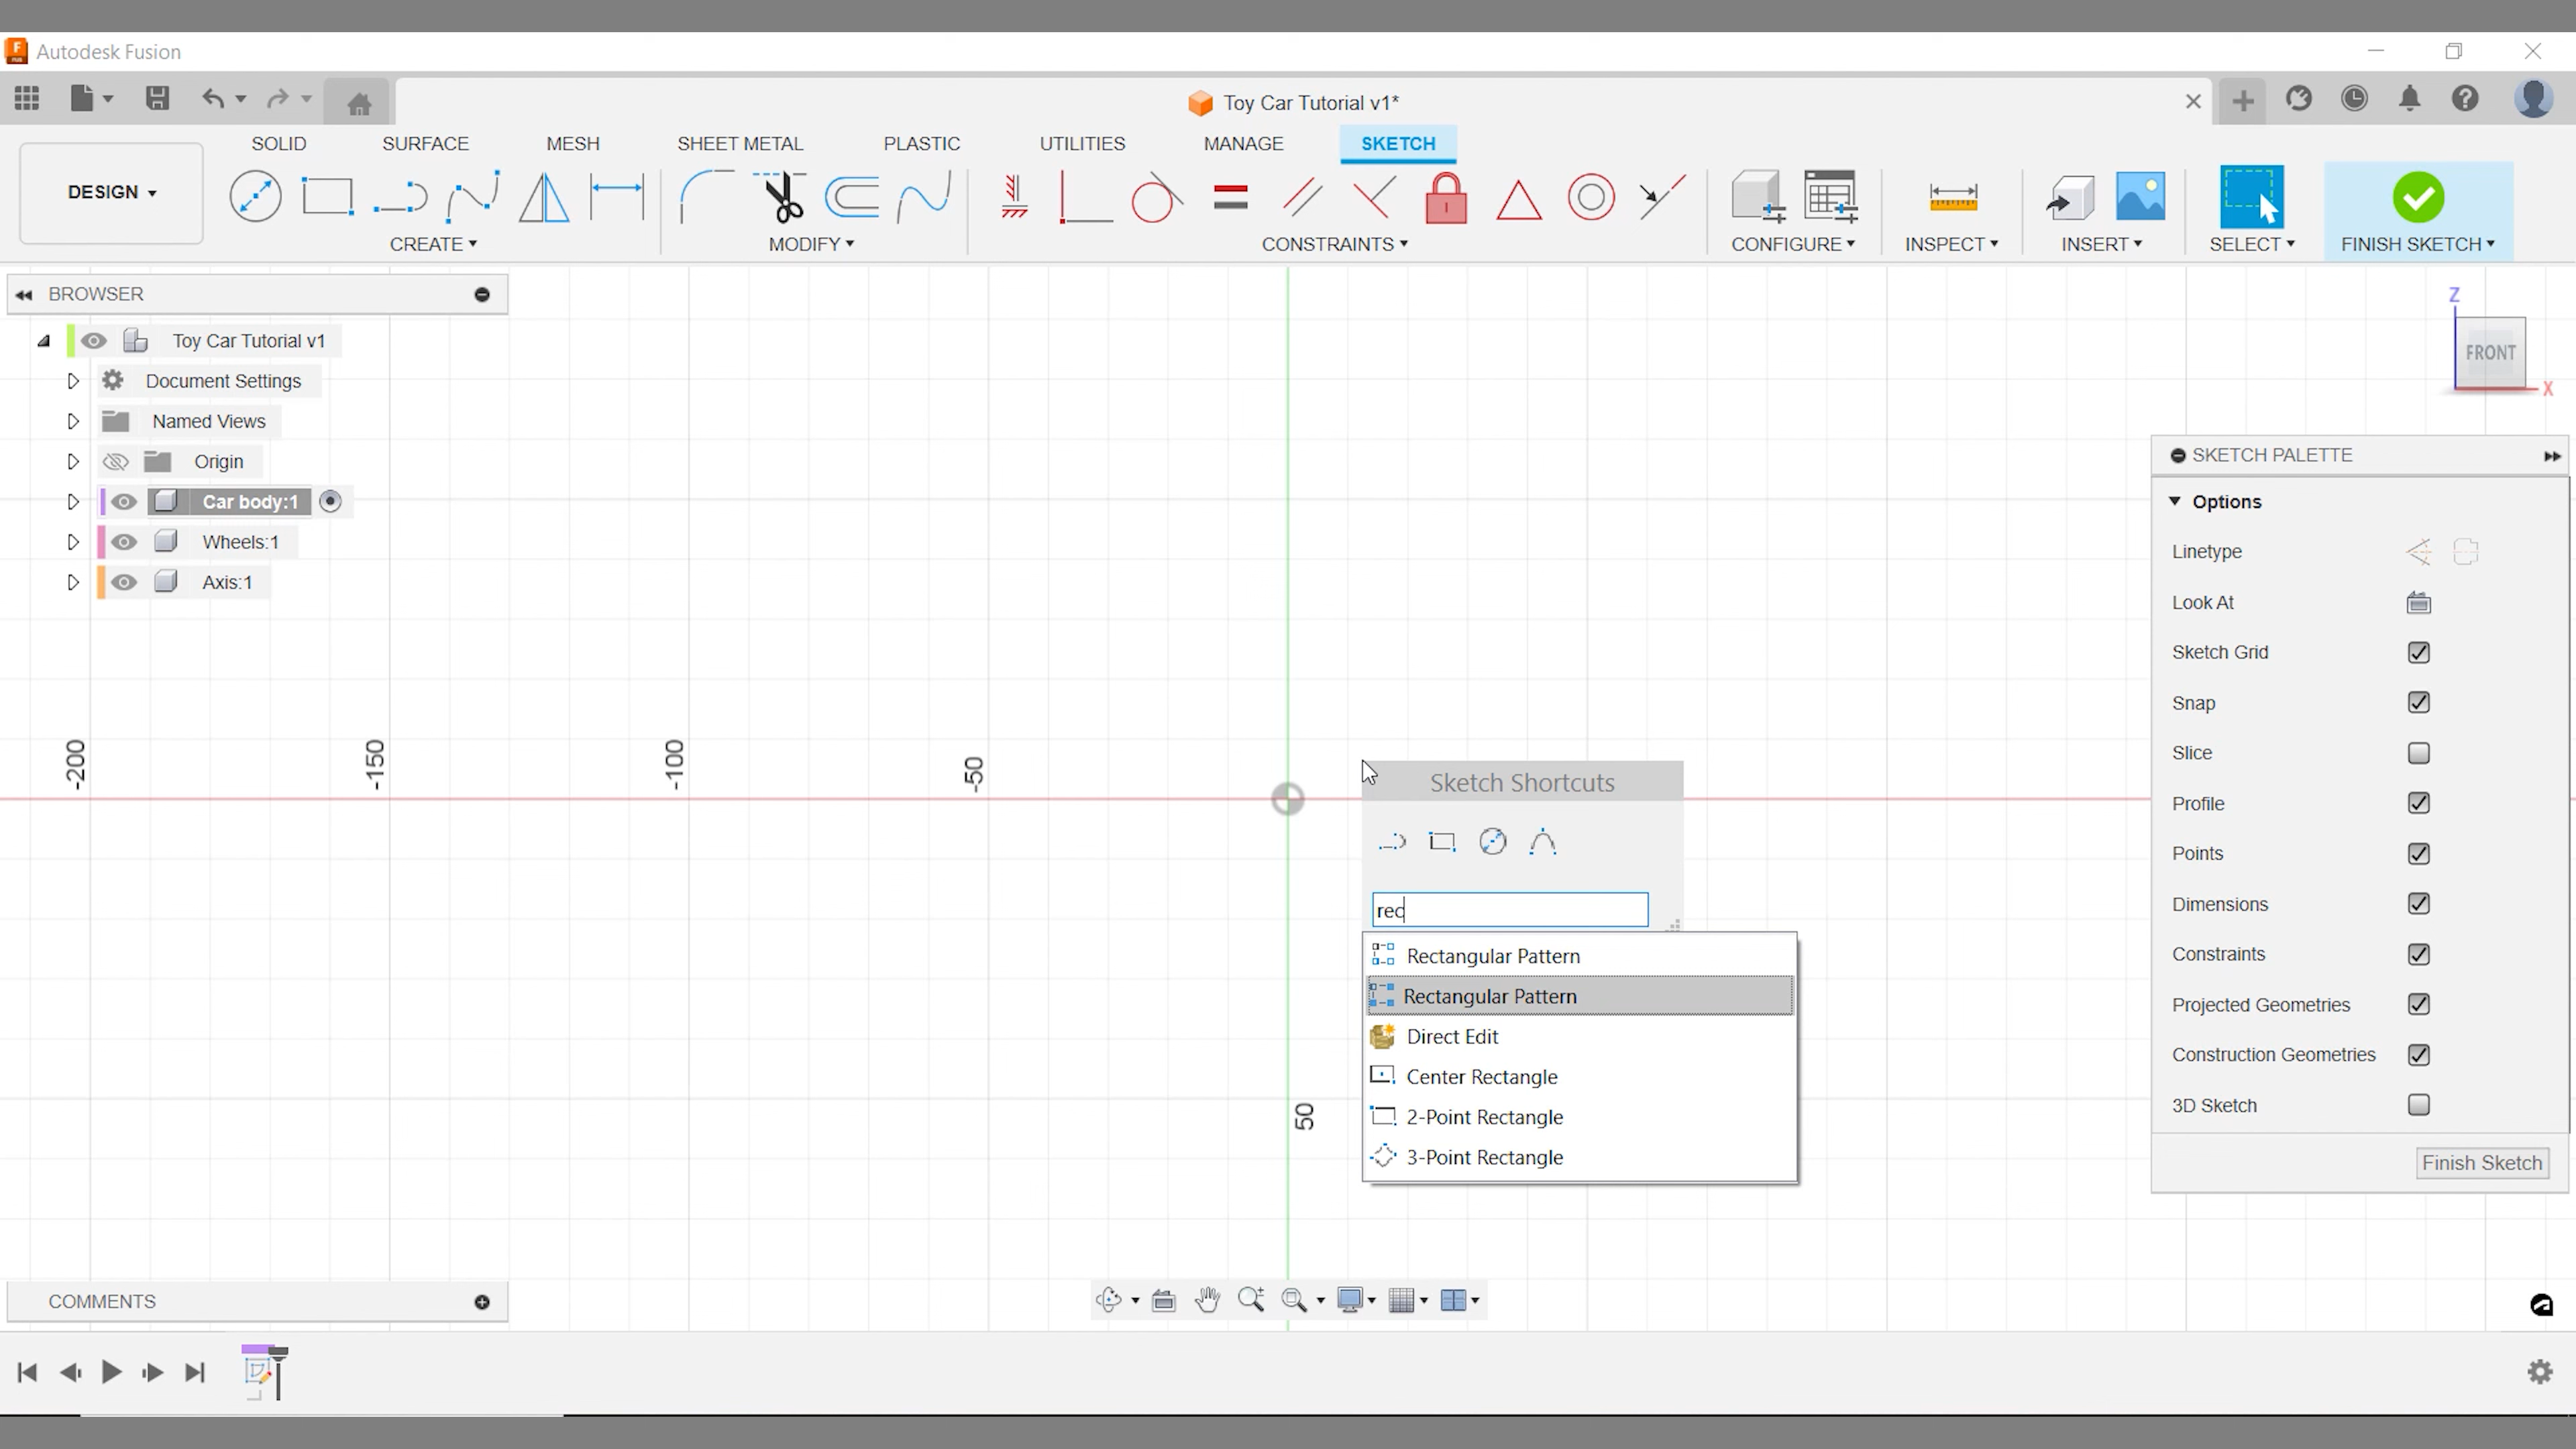 Autodesk Fusion
Toy Car Tutorial v1*
SOLID SURFACE MESH SHEET METAL PLASTIC UTILITIES MANAGE SKETCH
DESIGN
CREATE MODIFY CONSTRAINTS CONFIGURE INSPECT INSERT SELECT FINISH SKETCH
BROWSER
Toy Car Tutorial v1
Document Settings
Named Views
Origin
Car body:1
Wheels:1
Axis:1
Z
FRONT
X
SKETCH PALETTE
Options
Linetype
Look At
Sketch Grid
Snap
Slice
Profile
Points
Dimensions
Constraints
Projected Geometries
Construction Geometries
3D Sketch
Finish Sketch
-200 -150 -100 -50
50
Sketch Shortcuts
rec
Rectangular Pattern
Rectangular Pattern
Direct Edit
Center Rectangle
2-Point Rectangle
3-Point Rectangle
COMMENTS